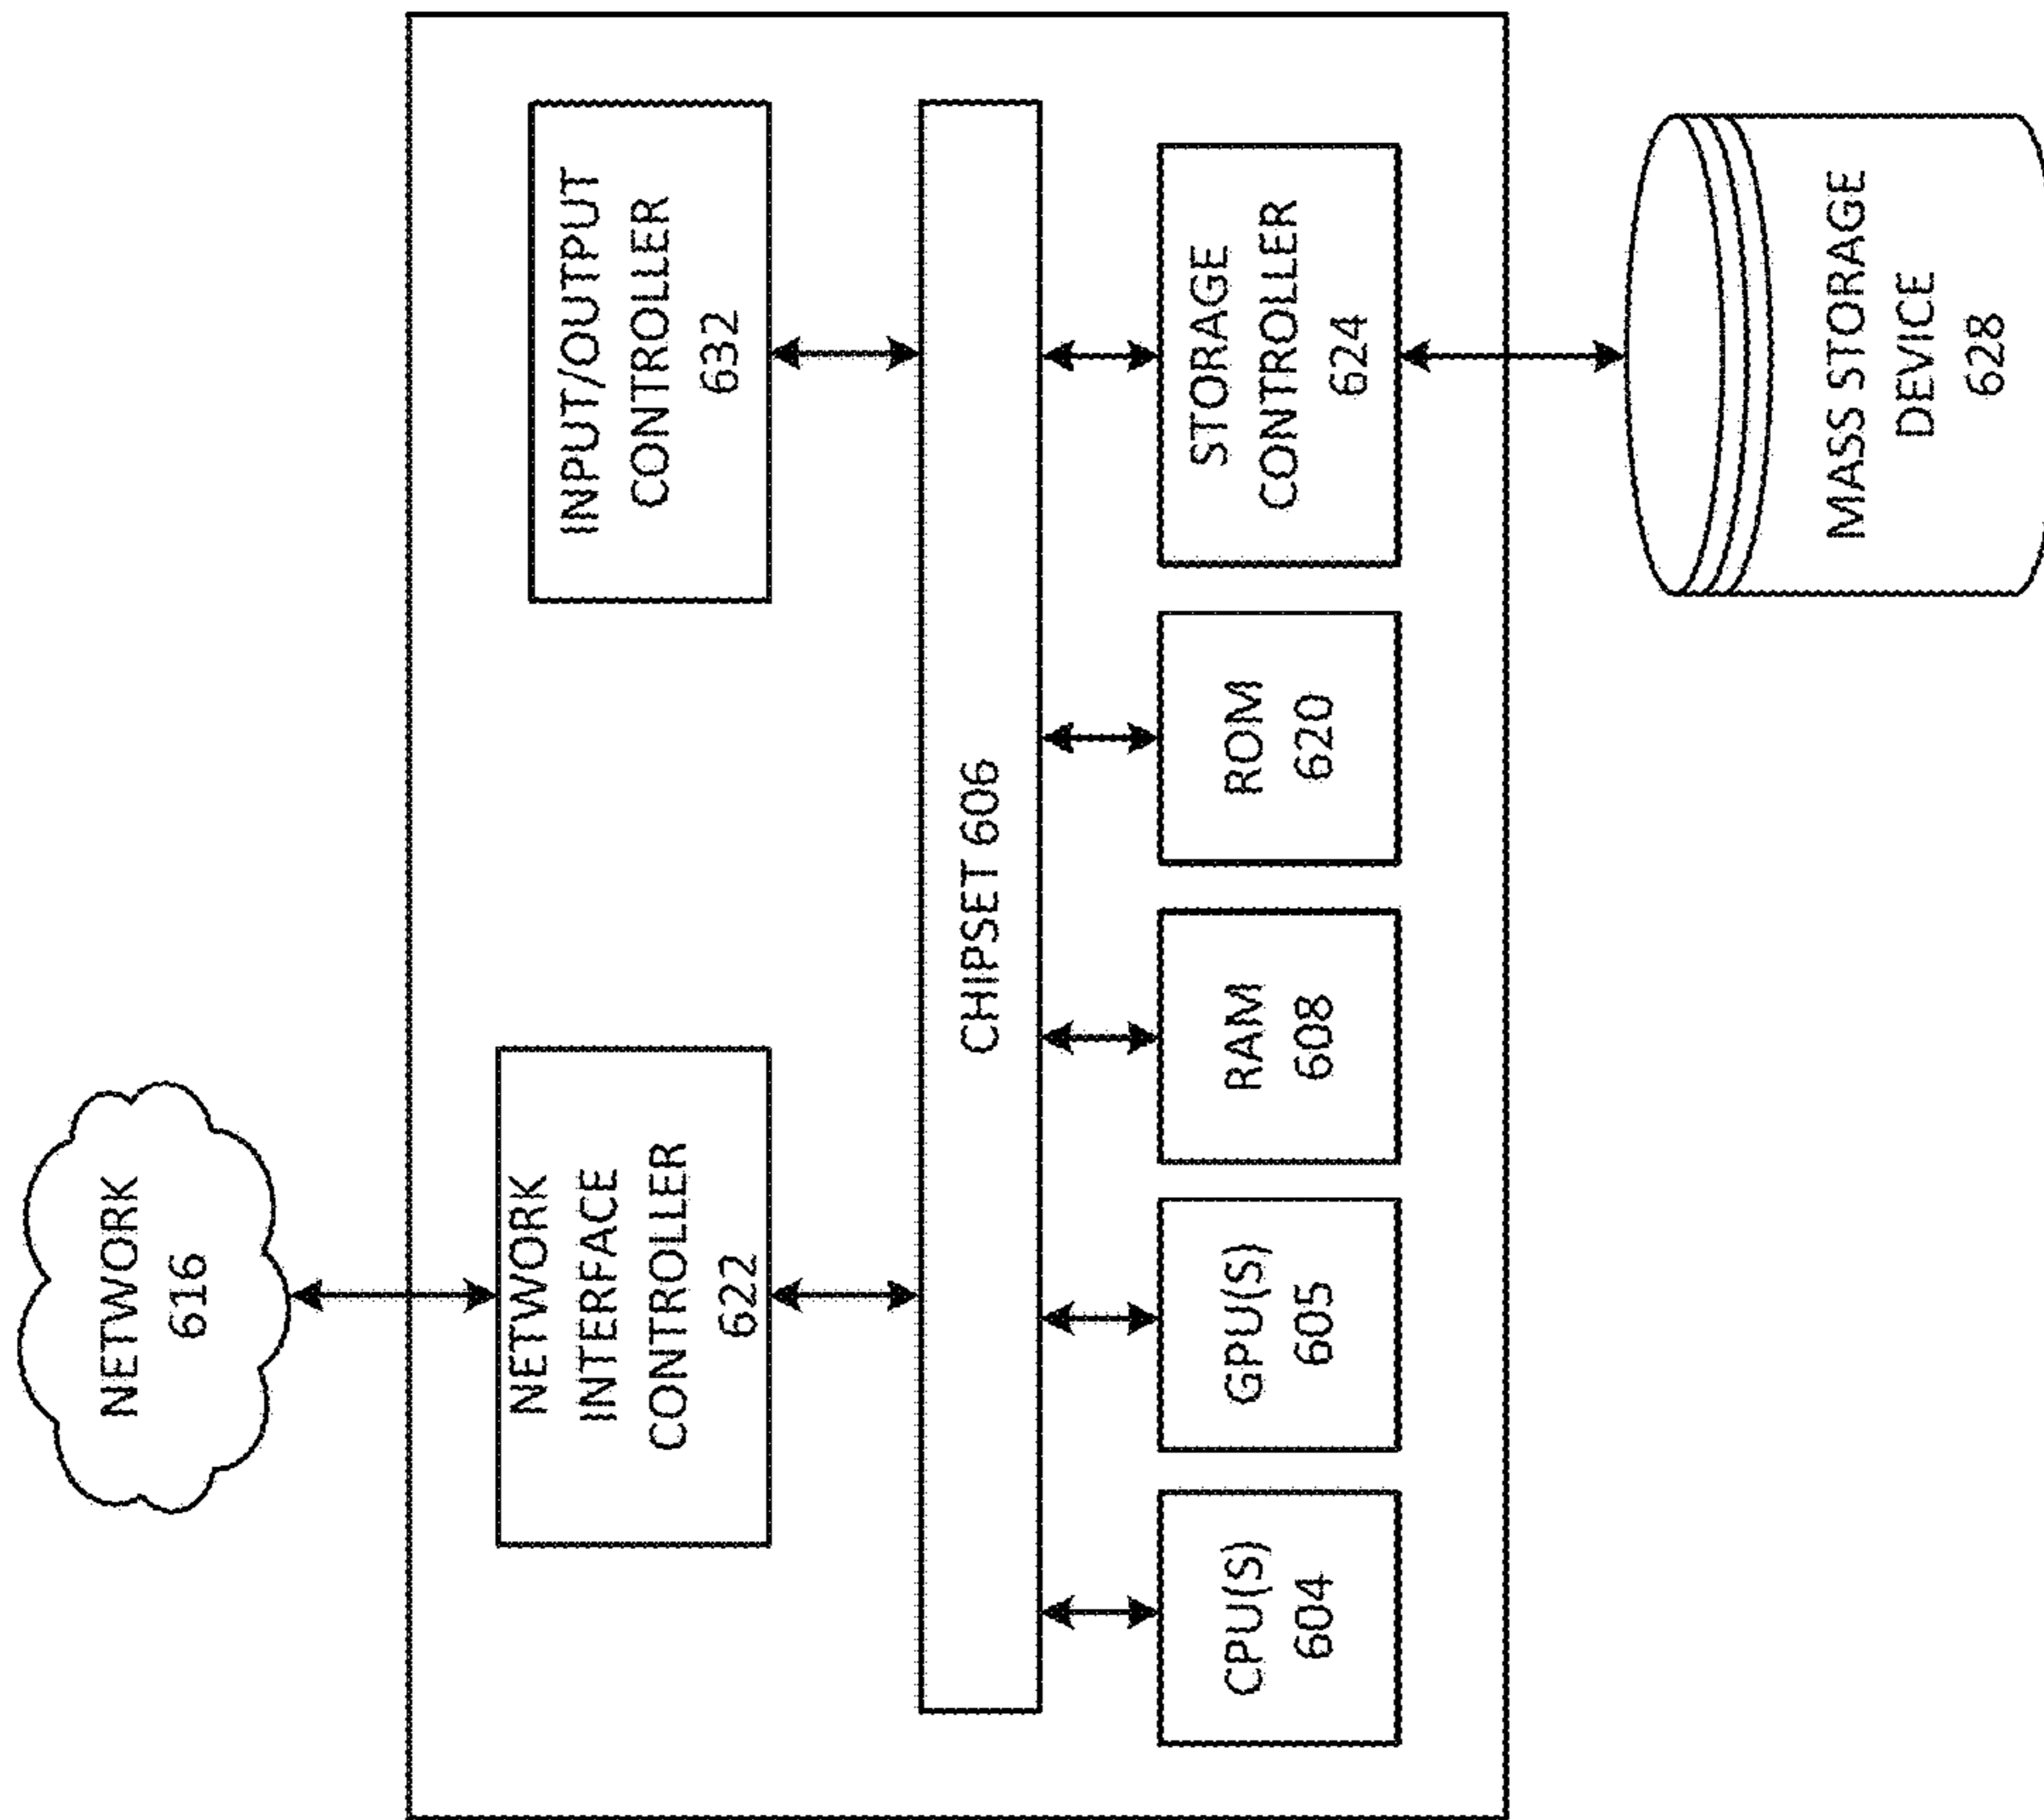 NETWORK
616
NETWORK
INTERFACE
CONTROLLER
622
INPUT/OUTPUT
CONTROLLER
632
CHIPSET 606
CPU(S)
604
GPU(S)
605
RAM
608
ROM
620
STORAGE
CONTROLLER
624
MASS STORAGE
DEVICE
628